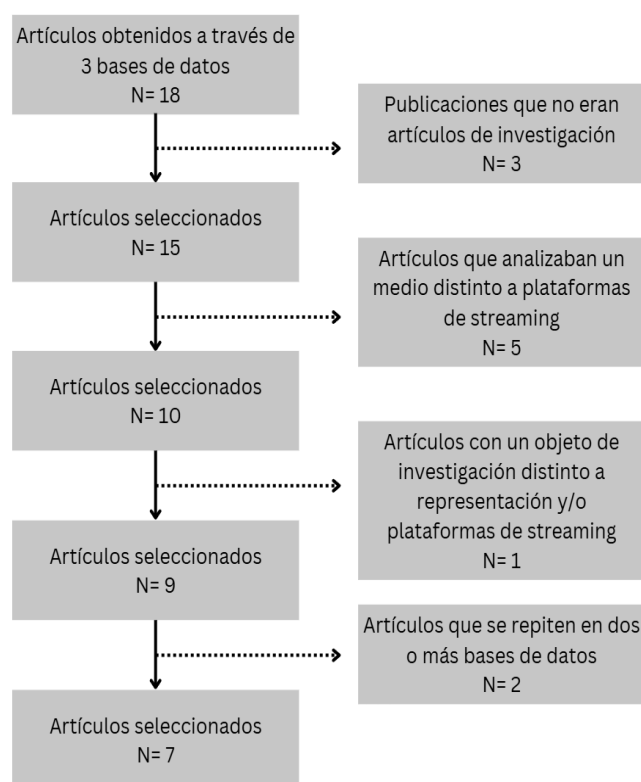 Artículos obtenidos a través de
3 bases de datos
N= 18
Publicaciones que no eran
artículos de investigación
N= 3
Artículos seleccionados
N= 15
Artículos que analizaban un
medio distinto a plataformas
de streaming
N= 5
Artículos seleccionados
N= 10
Artículos con un objeto de
investigación distinto a
representación y/o
plataformas de streaming
N= 1
Artículos seleccionados
N= 9
Artículos que se repiten en dos
o más bases de datos
N= 2
Artículos seleccionados
N= 7